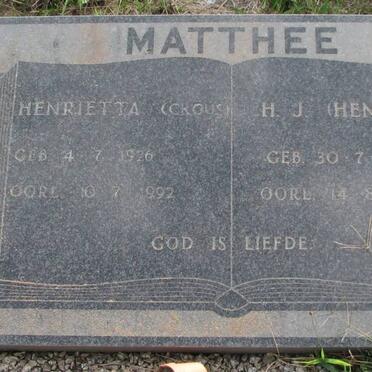 MATTHEE
HENRIETTA (CROUS)
GEB. 4 7 1926
OORL. 10 7 1992
H. J. (HEN
GEB. 30 7
OORL. 14 8
GOD IS LIEFDE.